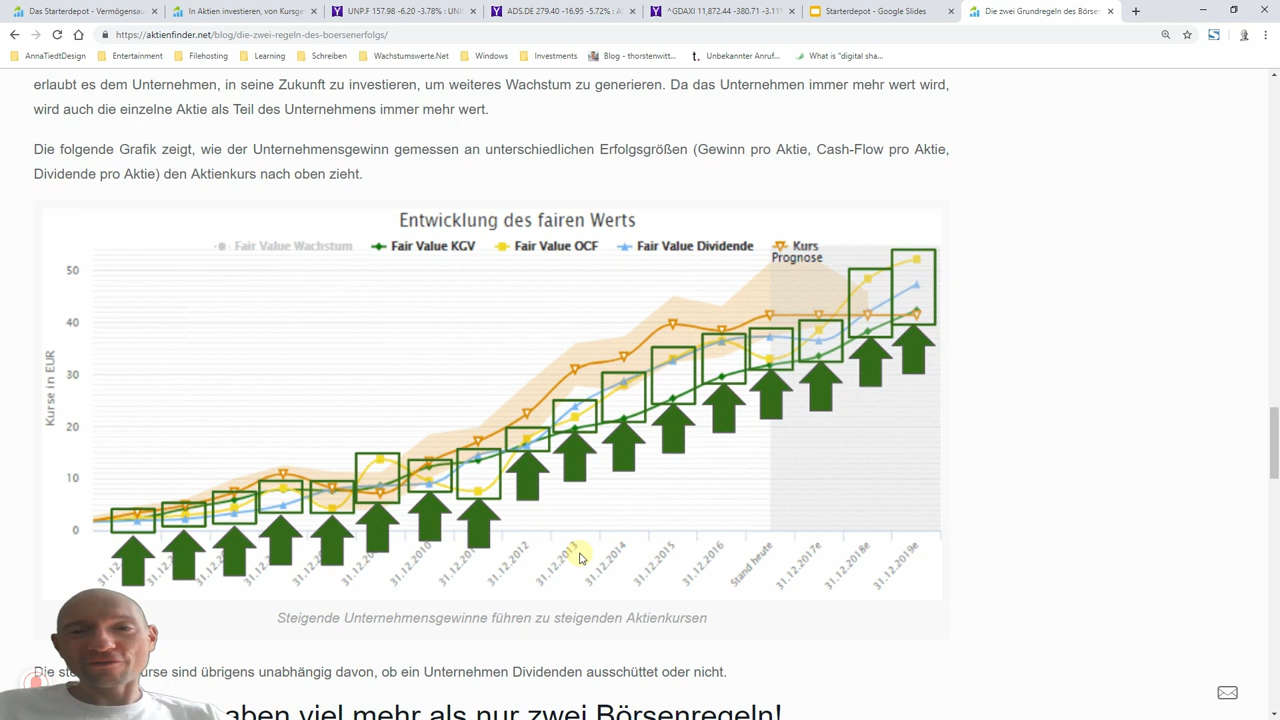 Das Starterdepot - Vermögensau
In Aktien investieren, von Kursge
UNP.F 157.98 -6.20 -3.78% : UNI
ADS.DE 279.40 -16.95 -5.72% : A
^GDAXI 11,872.44 -380.71 -3.11%
Starterdepot - Google Slides
Die zwei Grundregeln des Börsen
https://aktienfinder.net/blog/die-zwei-regeln-des-boersenerfolgs/
AnnaTiedtDesign
Entertainment
Filehosting
Learning
Schreiben
Wachstumswerte.Net
Windows
Investments
Blog - thorstenwitt...
Unbekannter Anruf...
What is "digital sha...
erlaubt es dem Unternehmen, in seine Zukunft zu investieren, um weiteres Wachstum zu generieren. Da das Unternehmen immer mehr wert wird,
wird auch die einzelne Aktie als Teil des Unternehmens immer mehr wert.
Die folgende Grafik zeigt, wie der Unternehmensgewinn gemessen an unterschiedlichen Erfolgsgrößen (Gewinn pro Aktie, Cash-Flow pro Aktie,
Dividende pro Aktie) den Aktienkurs nach oben zieht.
Entwicklung des fairen Werts
Fair Value Wachstum
Fair Value KGV
Fair Value OCF
Fair Value Dividende
Kurs
Prognose
Kurse in EUR
50
40
30
20
10
0
31.12.2012
31.12.2013
31.12.2014
31.12.2015
31.12.2016
Stand heute
31.12.2017e
31.12.2018e
31.12.2019e
Steigende Unternehmensgewinne führen zu steigenden Aktienkursen
sind übrigens unabhängig davon, ob ein Unternehmen Dividenden ausschüttet oder nicht.
viel mehr als nur zwei Börsenregeln!